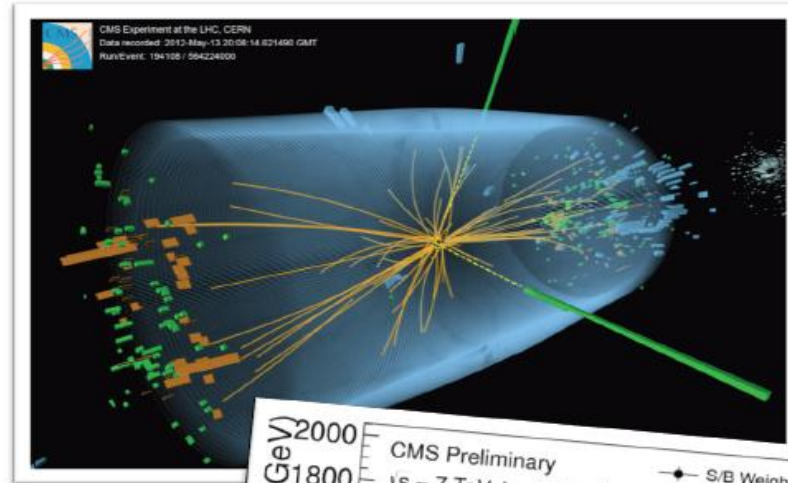 CMS
CMS Experiment at the LHC, CERN
Data recorded: 2012-May-13 20:08:14.621490 GMT
Run/Event: 194108 / 564224000
GeV)
2000
1800
CMS Preliminary
S/B Weigh